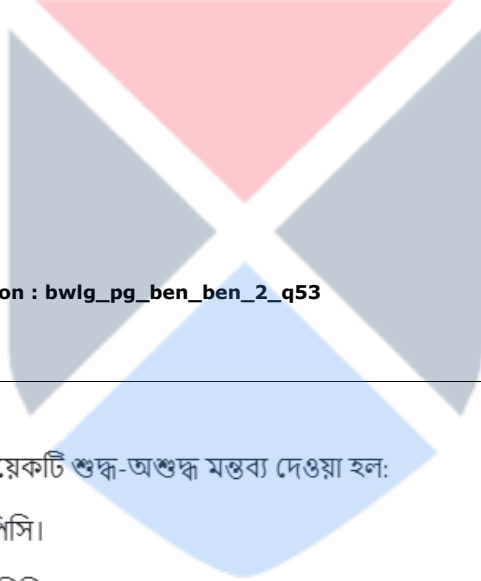 on : bwlg_pg_ben_ben_2_q53
য়েকটি শুদ্ধ-অশুদ্ধ মন্তব্য দেওয়া হল:
পিসি।